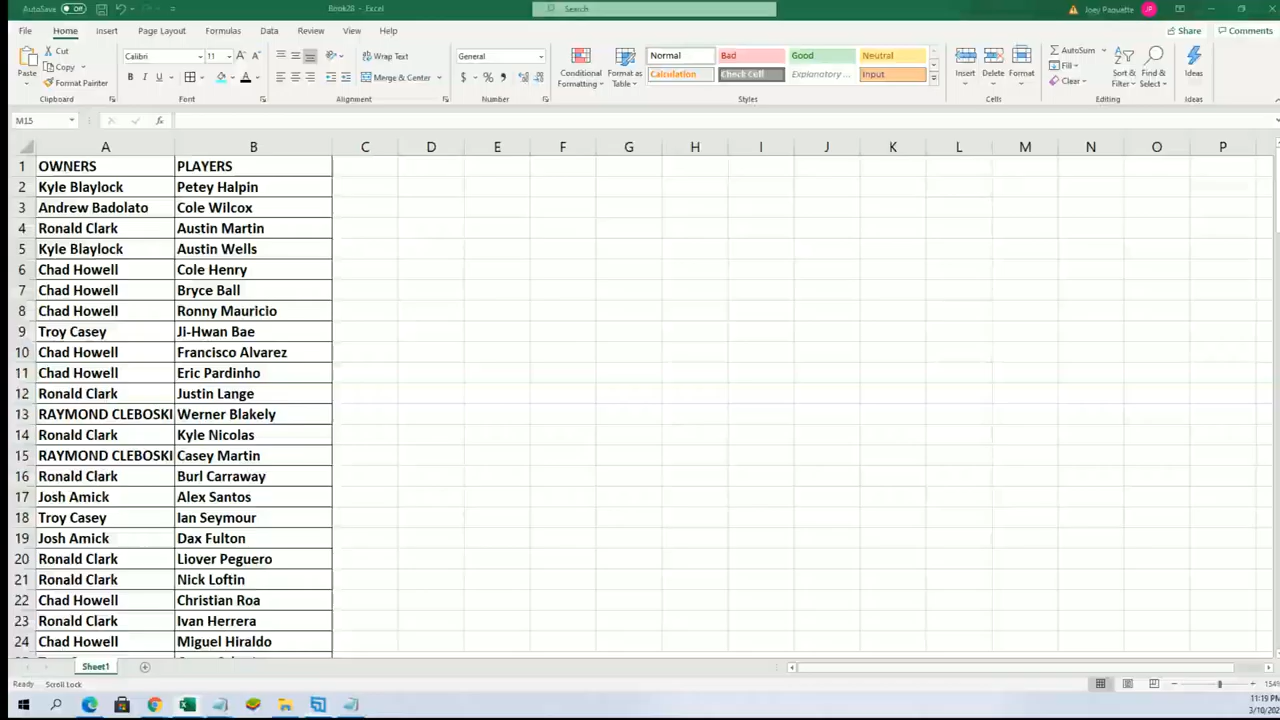 AutoSave Off Book28 - Excel Search Joey Paquette JP
File Home Insert Page Layout Formulas Data Review View Help Share Comments
Cut Calibri 11 Wrap Text General Normal Bad Good Neutral AutoSum
Copy Fill
Paste Format Painter Merge & Center Conditional Formatting Format as Table Calculation Check Cell Explanatory ... Input Insert Delete Format Clear Sort & Filter Find & Select Ideas
Clipboard Font Alignment Number Styles Cells Editing Ideas
M15 fx
A B C D E F G H I J K L M N O P
1 OWNERS PLAYERS
2 Kyle Blaylock Petey Halpin
3 Andrew Badolato Cole Wilcox
4 Ronald Clark Austin Martin
5 Kyle Blaylock Austin Wells
6 Chad Howell Cole Henry
7 Chad Howell Bryce Ball
8 Chad Howell Ronny Mauricio
9 Troy Casey Ji-Hwan Bae
10 Chad Howell Francisco Alvarez
11 Chad Howell Eric Pardinho
12 Ronald Clark Justin Lange
13 RAYMOND CLEBOSKI Werner Blakely
14 Ronald Clark Kyle Nicolas
15 RAYMOND CLEBOSKI Casey Martin
16 Ronald Clark Burl Carraway
17 Josh Amick Alex Santos
18 Troy Casey Ian Seymour
19 Josh Amick Dax Fulton
20 Ronald Clark Liover Peguero
21 Ronald Clark Nick Loftin
22 Chad Howell Christian Roa
23 Ronald Clark Ivan Herrera
24 Chad Howell Miguel Hiraldo
Sheet1
Ready Scroll Lock 154%
11:19 PM
3/10/202